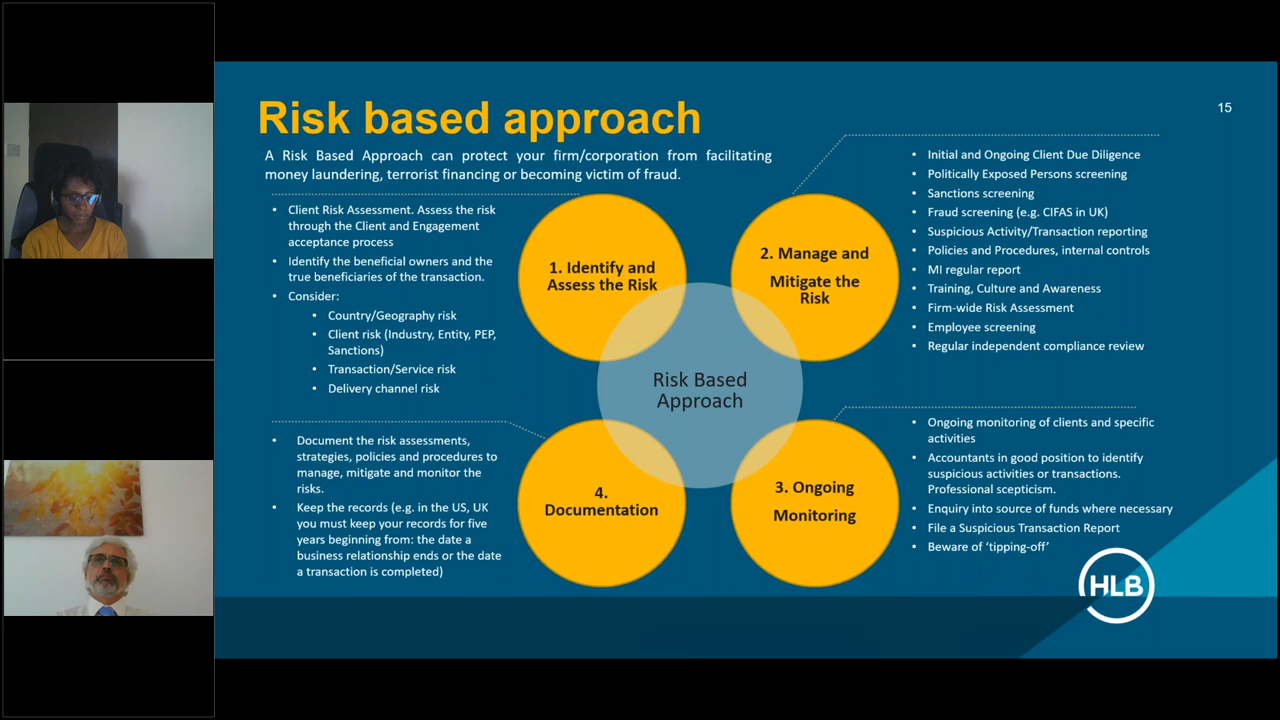 Risk based approach
15
A Risk Based Approach can protect your firm/corporation from facilitating
money laundering, terrorist financing or becoming victim of fraud.
• Client Risk Assessment. Assess the risk
through the Client and Engagement
acceptance process
• Identify the beneficial owners and the
true beneficiaries of the transaction.
• Consider:
• Country/Geography risk
• Client risk (Industry, Entity, PEP,
Sanctions)
• Transaction/Service risk
• Delivery channel risk
1. Identify and
Assess the Risk
2. Manage and
Mitigate the
Risk
• Initial and Ongoing Client Due Diligence
• Politically Exposed Persons screening
• Sanctions screening
• Fraud screening (e.g. CIFAS in UK)
• Suspicious Activity/Transaction reporting
• Policies and Procedures, internal controls
• MI regular report
• Training, Culture and Awareness
• Firm-wide Risk Assessment
• Employee screening
• Regular independent compliance review
Risk Based
Approach
• Document the risk assessments,
strategies, policies and procedures to
manage, mitigate and monitor the
risks.
• Keep the records (e.g. in the US, UK
you must keep your records for five
years beginning from: the date a
business relationship ends or the date
a transaction is completed)
4.
Documentation
3. Ongoing
Monitoring
• Ongoing monitoring of clients and specific
activities
• Accountants in good position to identify
suspicious activities or transactions.
Professional scepticism.
• Enquiry into source of funds where necessary
• File a Suspicious Transaction Report
• Beware of ‘tipping-off’
HLB